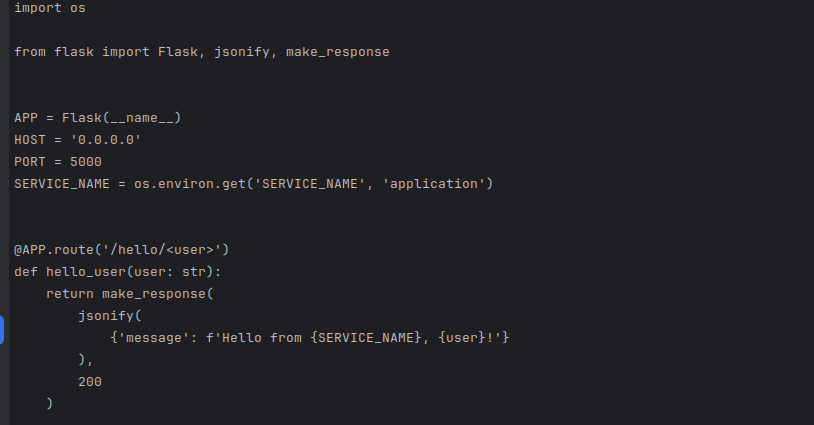 import os
from flask import Flask, jsonify, make_response
APP = Flask(__name__)
HOST = '0.0.0.0'
PORT = 5000
SERVICE_NAME = os.environ.get('SERVICE_NAME', 'application')
@APP.route('/hello/<user>')
def hello_user(user: str):
    return make_response(
        jsonify(
            {'message': f'Hello from {SERVICE_NAME}, {user}!'}
        ),
        200
    )